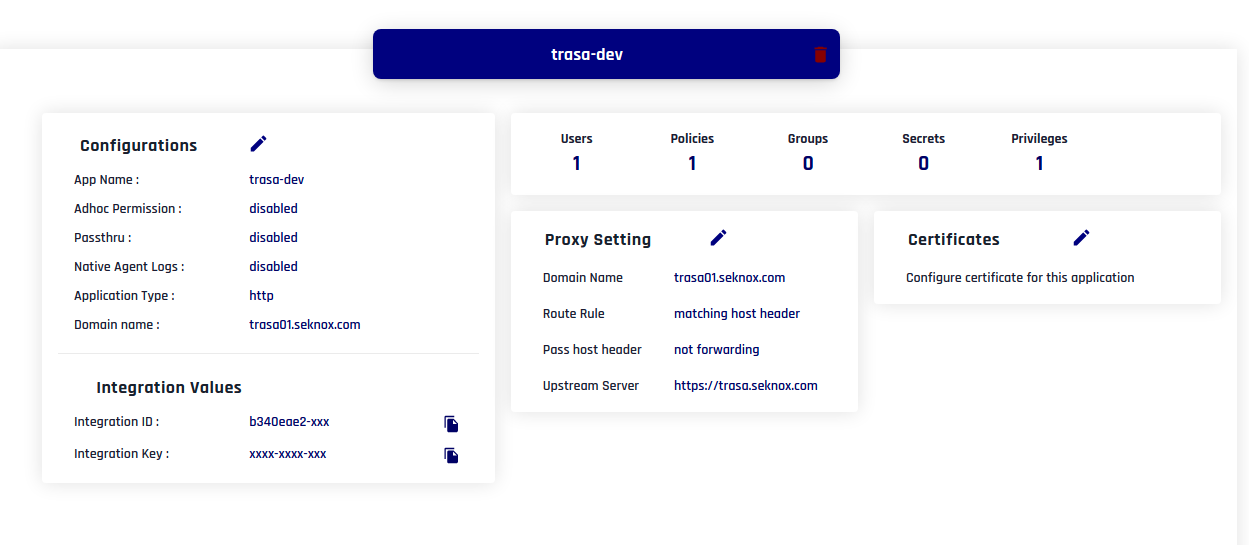 trasa-dev
Configurations
App Name : trasa-dev
Adhoc Permission : disabled
Passthru : disabled
Native Agent Logs : disabled
Application Type : http
Domain name : trasa01.seknox.com
Integration Values
Integration ID : b340eae2-xxx
Integration Key : xxxx-xxxx-xxx
Users Policies Groups Secrets Privileges
1 1 0 0 1
Proxy Setting
Domain Name trasa01.seknox.com
Route Rule matching host header
Pass host header not forwarding
Upstream Server https://trasa.seknox.com
Certificates
Configure certificate for this application